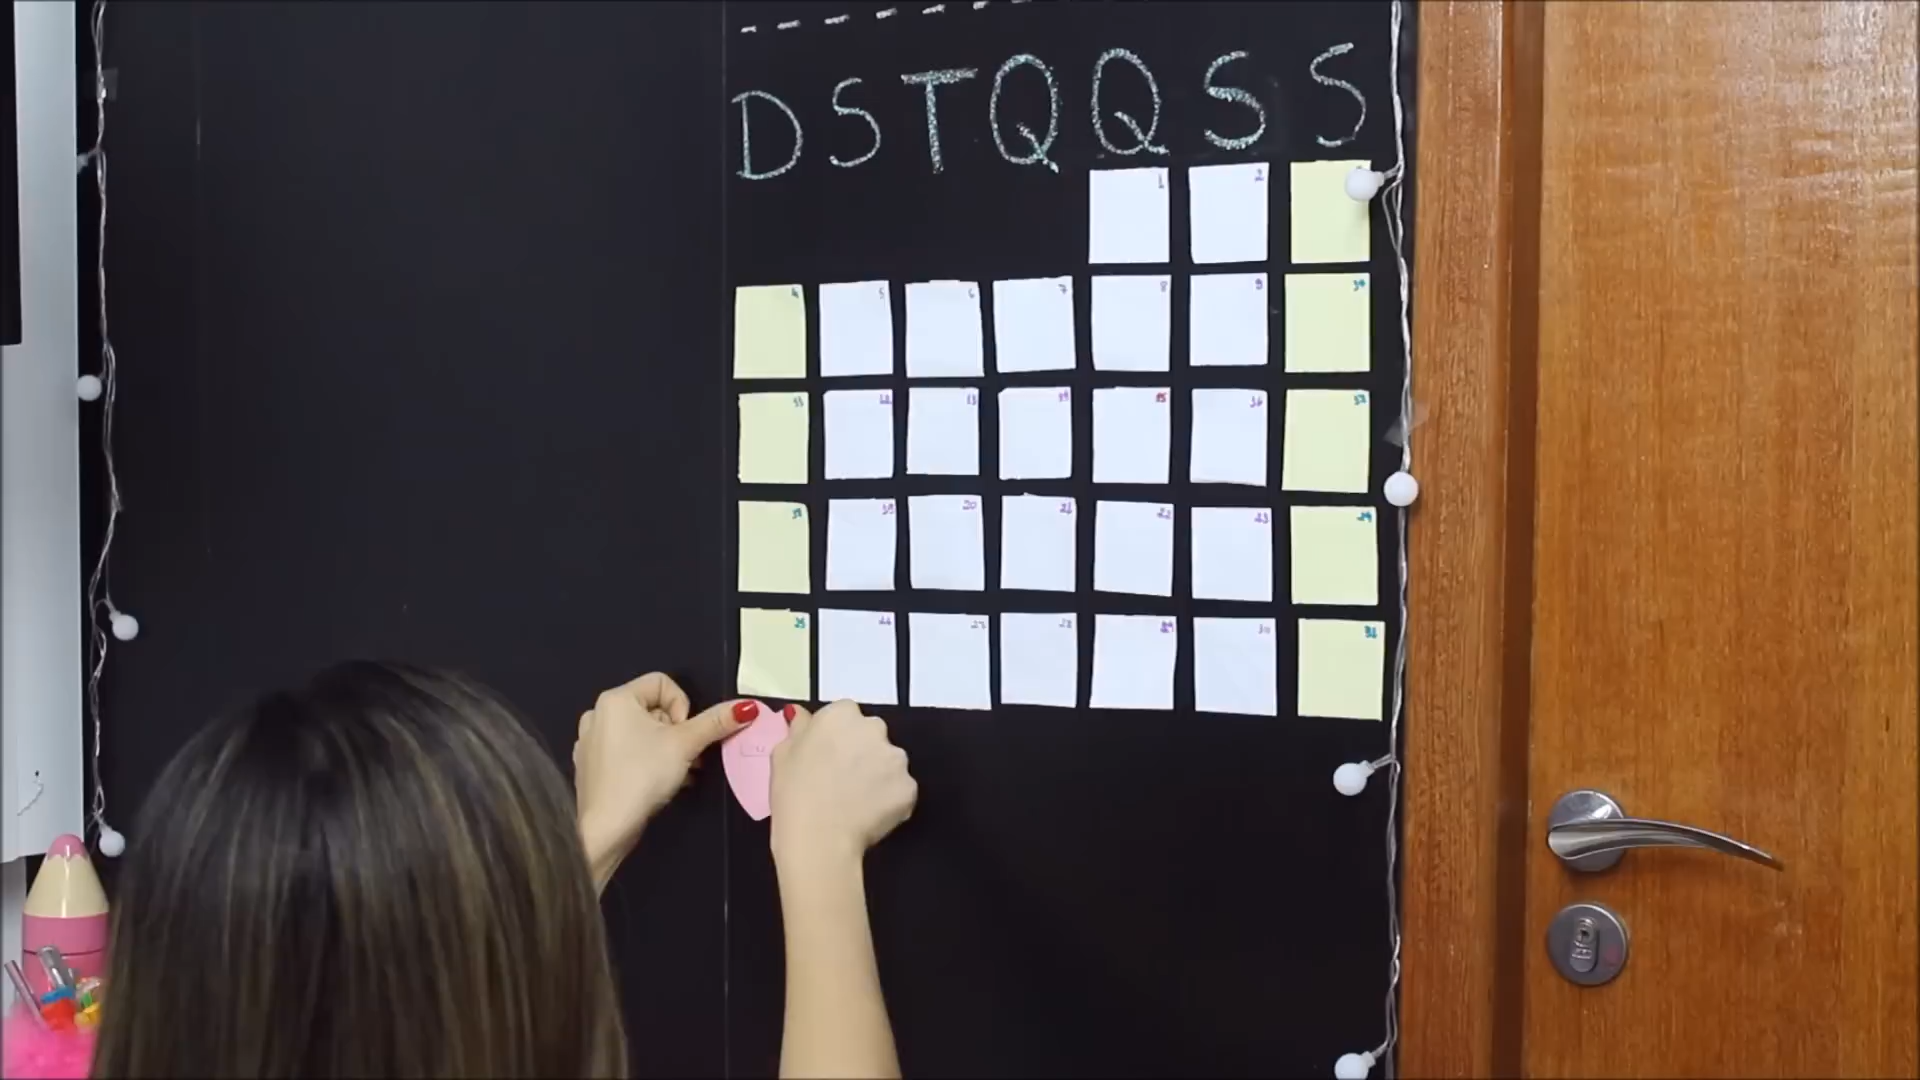 D S T Q Q S S
1 2
4 5 6 7 8 9 10
11 12 13 14 15 16 17
18 19 20 21 22 23 24
25 26 27 28 29 30 31